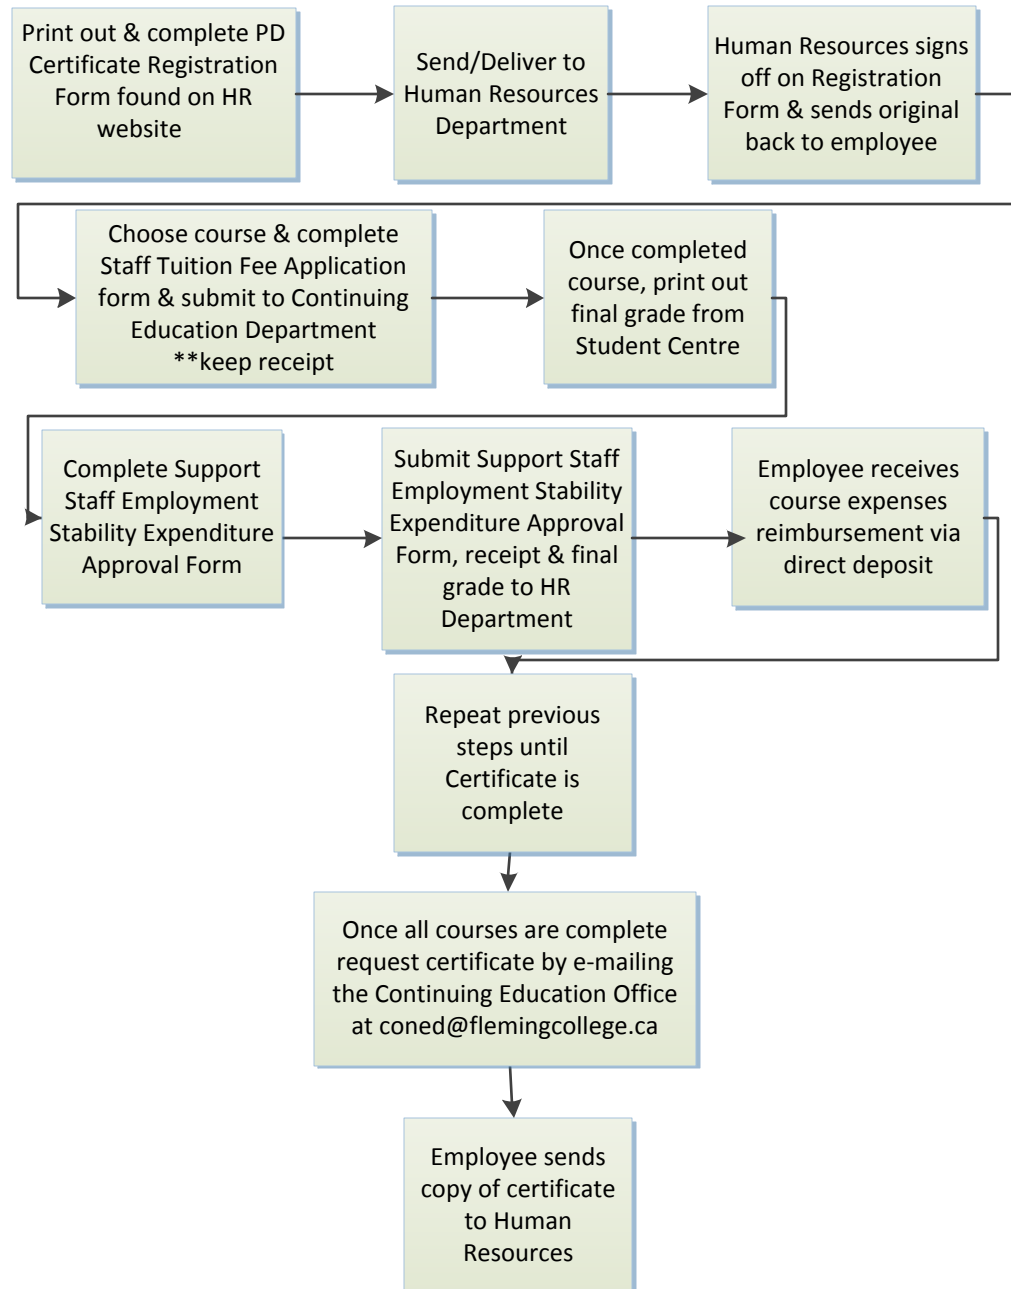 Print out & complete PD
Certificate Registration
Form found on HR
website
Send/Deliver to
Human Resources
Department
Human Resources signs
off on Registration
Form & sends original
back to employee
Choose course & complete
Staff Tuition Fee Application
form & submit to Continuing
Education Department
**keep receipt
Once completed
course, print out
final grade from
Student Centre
Complete Support
Staff Employment
Stability Expenditure
Approval Form
Submit Support Staff
Employment Stability
Expenditure Approval
Form, receipt & final
grade to HR
Department
Employee receives
course expenses
reimbursement via
direct deposit
Repeat previous
steps until
Certificate is
complete
Once all courses are complete
request certificate by e-mailing
the Continuing Education Office
at coned@flemingcollege.ca
Employee sends
copy of certificate
to Human
Resources